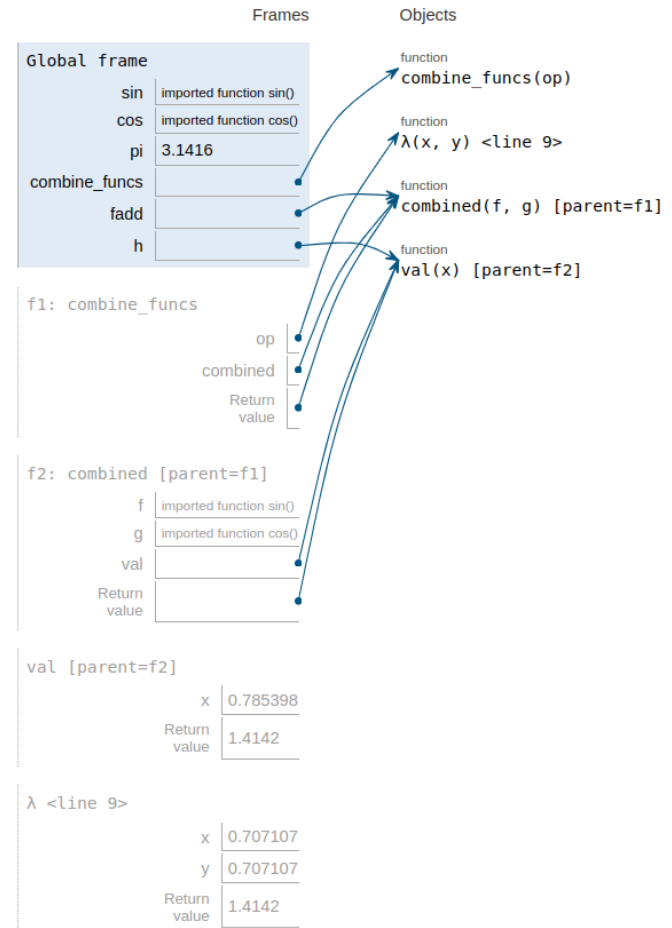 Frames Objects
Global frame
sin imported function sin()
cos imported function cos()
pi 3.1416
combine_funcs
fadd
h
function
combine_funcs(op)
function
λ(x, y) <line 9>
function
combined(f, g) [parent=f1]
function
val(x) [parent=f2]
f1: combine_funcs
op
combined
Return
value
f2: combined [parent=f1]
f imported function sin()
g imported function cos()
val
Return
value
val [parent=f2]
x 0.785398
Return
value 1.4142
λ <line 9>
x 0.707107
y 0.707107
Return
value 1.4142